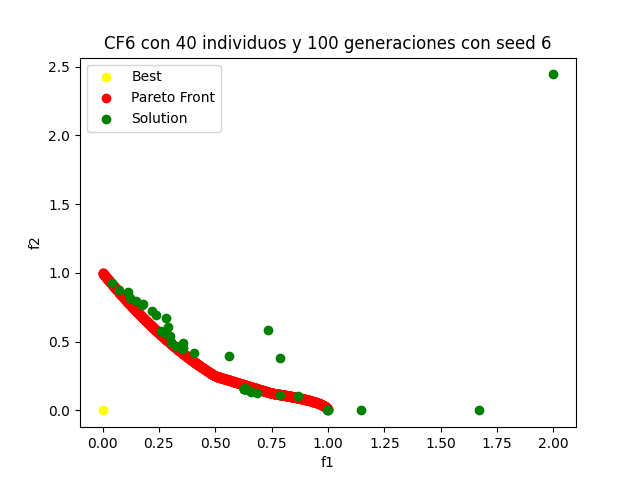 CF6 con 40 individuos y 100 generaciones con seed 6
Best
Pareto Front
Solution
2.5
2.0
1.5
1.0
0.5
0.0
f2
0.00 0.25 0.50 0.75 1.00 1.25 1.50 1.75 2.00
f1